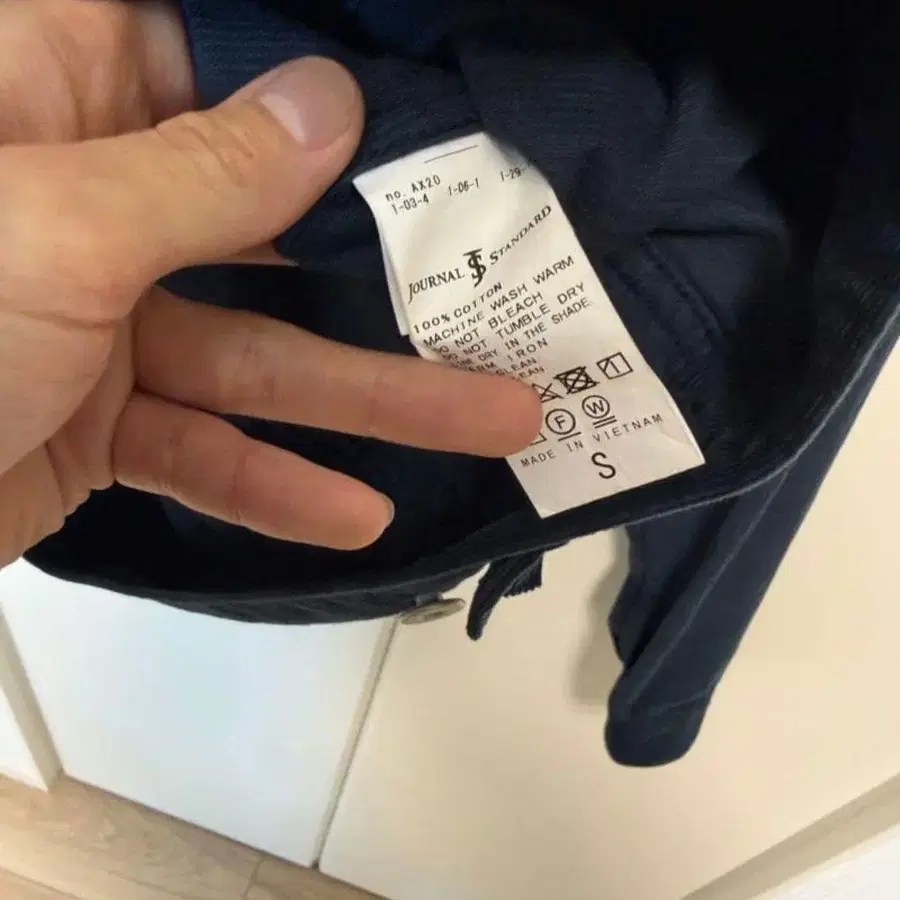 no. AX20
1-03-4 1-06-1 1-29-
JOURNAL JS STANDARD
100% COTTON
MACHINE WASH WARM
DO NOT BLEACH
DO NOT TUMBLE DRY
DRY IN THE SHADE
IRON
F W
MADE IN VIETNAM
S